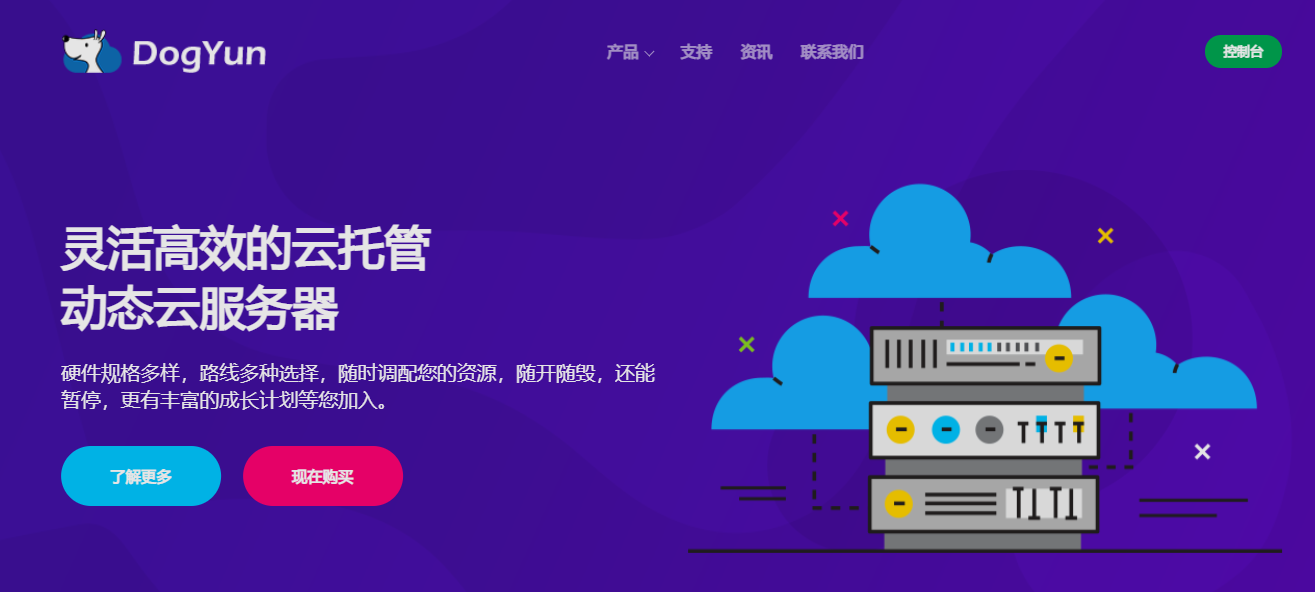 DogYun
产品
支持
资讯
联系我们
控制台
灵活高效的云托管
动态云服务器
硬件规格多样，路线多种选择，随时调配您的资源，随开随毁，还能
暂停，更有丰富的成长计划等您加入。
了解更多
现在购买